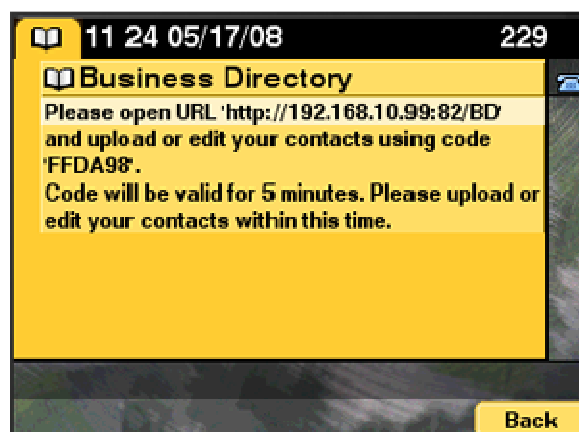 11 24 05/17/08 229
Business Directory
Please open URL 'http://192.168.10.99:82/BD'
and upload or edit your contacts using code
'FFDA98'.
Code will be valid for 5 minutes. Please upload or
edit your contacts within this time.
Back